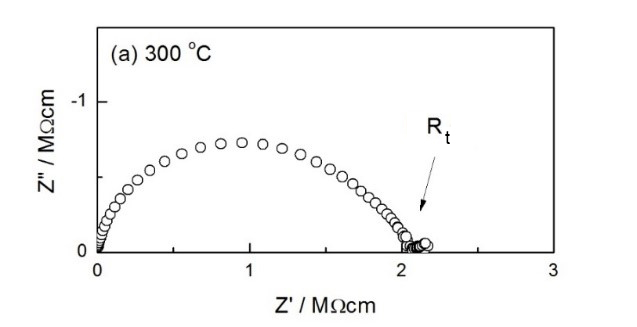 (a) 300 °C
-1
Z" / MΩcm
R_t
0
0 1 2 3
Z' / MΩcm